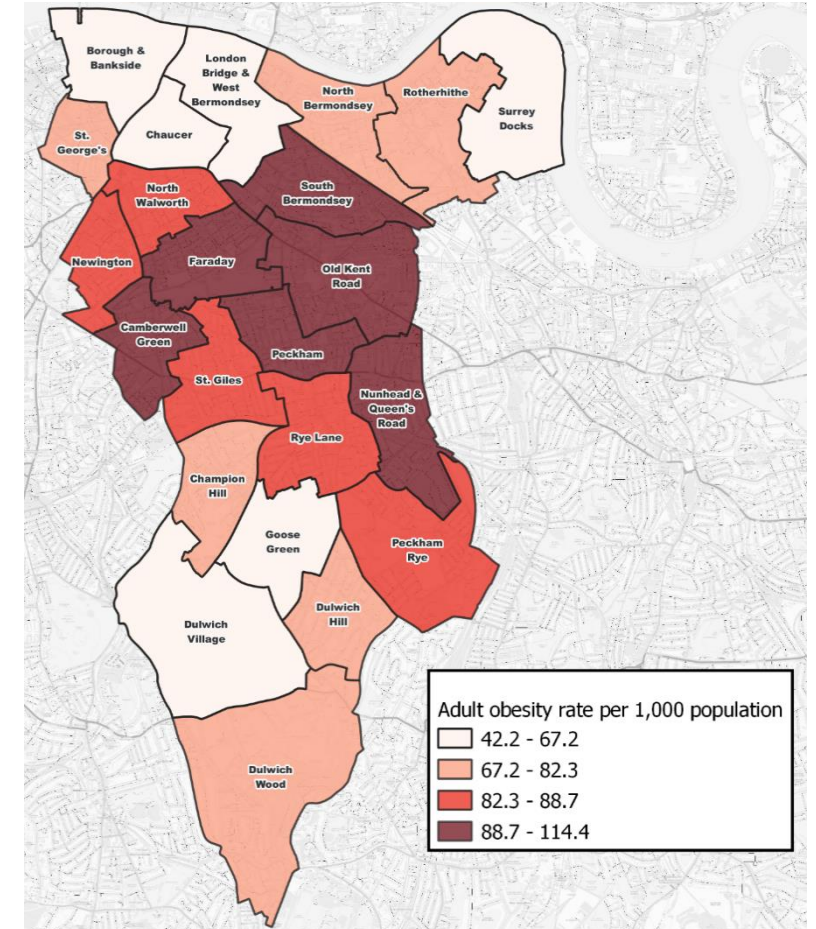 Borough &
Bankside
London
Bridge &
West
Bermondsey
North
Bermondsey
Rotherhithe
Surrey
Docks
Chaucer
St.
George's
North
Walworth
South
Bermondsey
Newington
Faraday
Old Kent
Road
Camberwell
Green
Peckham
St. Giles
Nunhead &
Queen's
Road
Rye Lane
Champion
Hill
Goose
Green
Peckham
Rye
Dulwich
Hill
Dulwich
Village
Dulwich
Wood
Adult obesity rate per 1,000 population
42.2 - 67.2
67.2 - 82.3
82.3 - 88.7
88.7 - 114.4